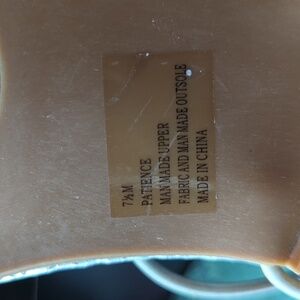 7½M
PATIENCE
MAN MADE UPPER
FABRIC AND MAN MADE OUTSOLE
MADE IN CHINA